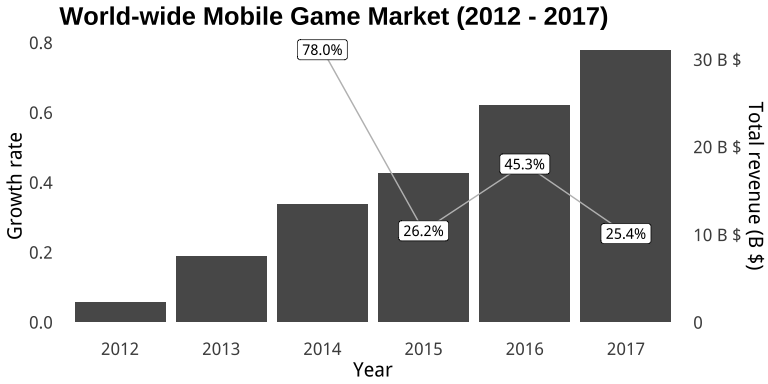 World-wide Mobile Game Market (2012 - 2017)
0.8
0.6
0.4
0.2
0.0
Growth rate
78.0%
26.2%
45.3%
25.4%
30 B $
20 B $
10 B $
0
Total revenue (B $)
2012 2013 2014 2015 2016 2017
Year